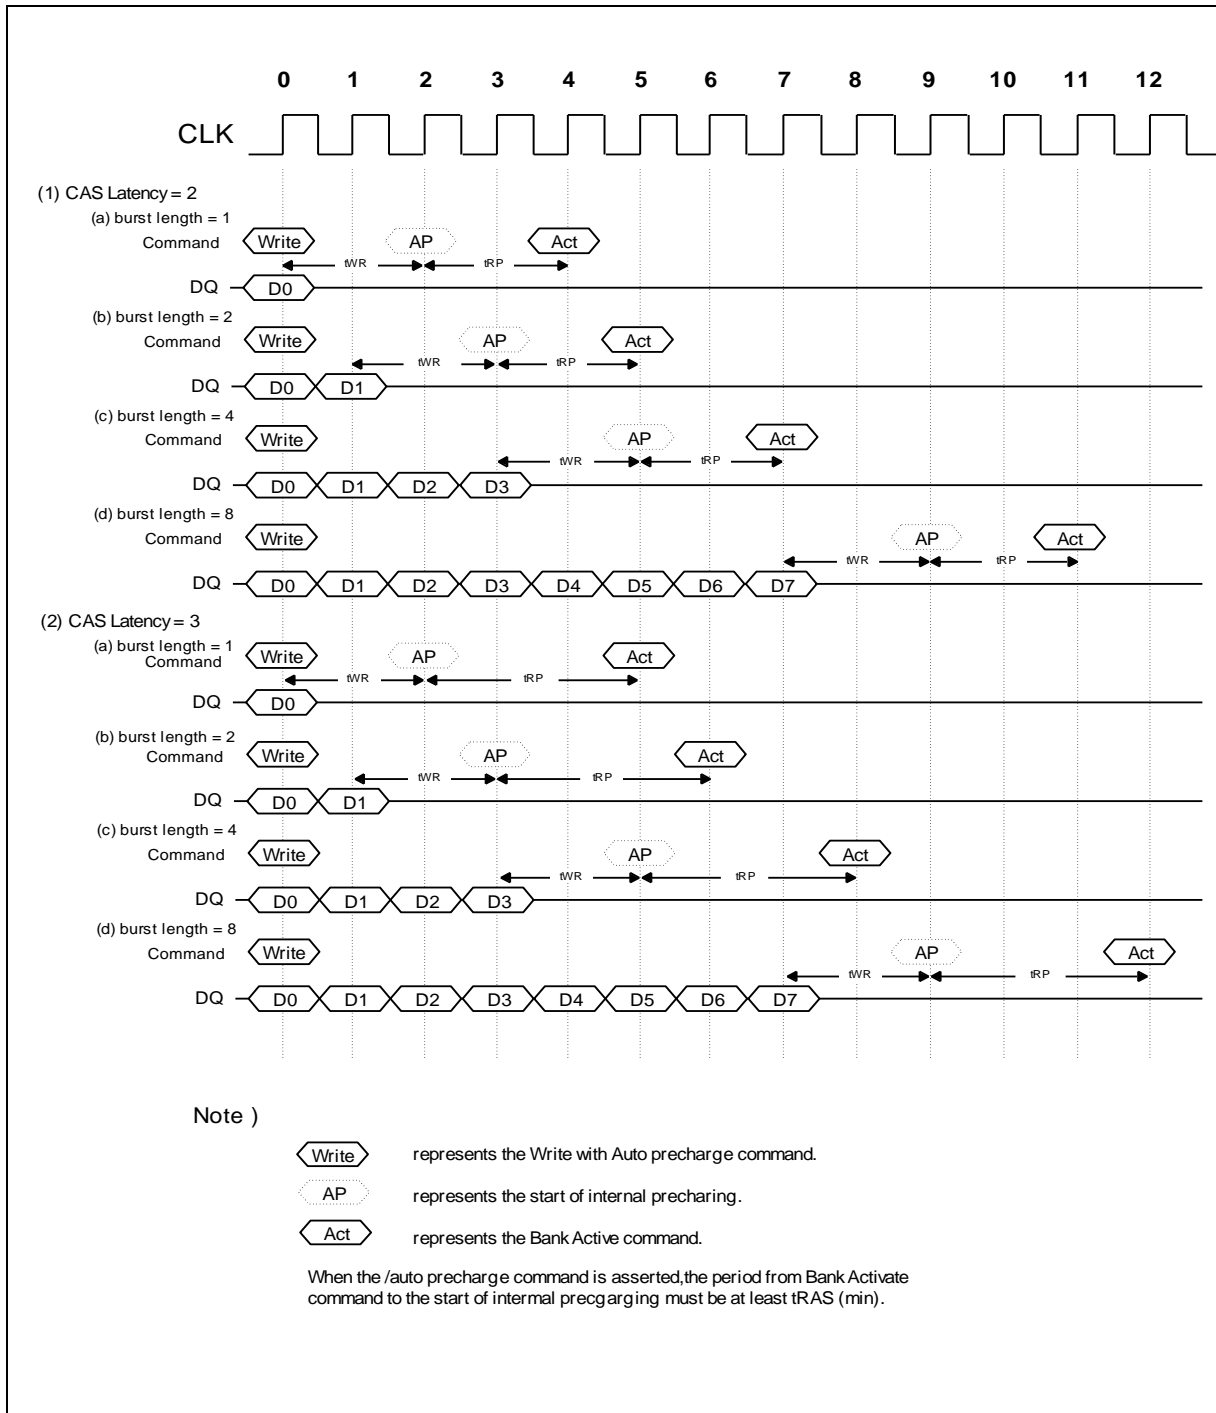 0 1 2 3 4 5 6 7 8 9 10 11 12
CLK
(1) CAS Latency = 2
(a) burst length = 1
Command Write AP Act
tWR tRP
DQ D0
(b) burst length = 2
Command Write AP Act
tWR tRP
DQ D0 D1
(c) burst length = 4
Command Write AP Act
tWR tRP
DQ D0 D1 D2 D3
(d) burst length = 8
Command Write AP Act
tWR tRP
DQ D0 D1 D2 D3 D4 D5 D6 D7
(2) CAS Latency = 3
(a) burst length = 1
Command Write AP Act
tWR tRP
DQ D0
(b) burst length = 2
Command Write AP Act
tWR tRP
DQ D0 D1
(c) burst length = 4
Command Write AP Act
tWR tRP
DQ D0 D1 D2 D3
(d) burst length = 8
Command Write AP Act
tWR tRP
DQ D0 D1 D2 D3 D4 D5 D6 D7
Note )
Write represents the Write with Auto precharge command.
AP represents the start of internal precharing.
Act represents the Bank Active command.
When the /auto precharge command is asserted,the period from Bank Activate
command to the start of intermal precgarging must be at least tRAS (min).